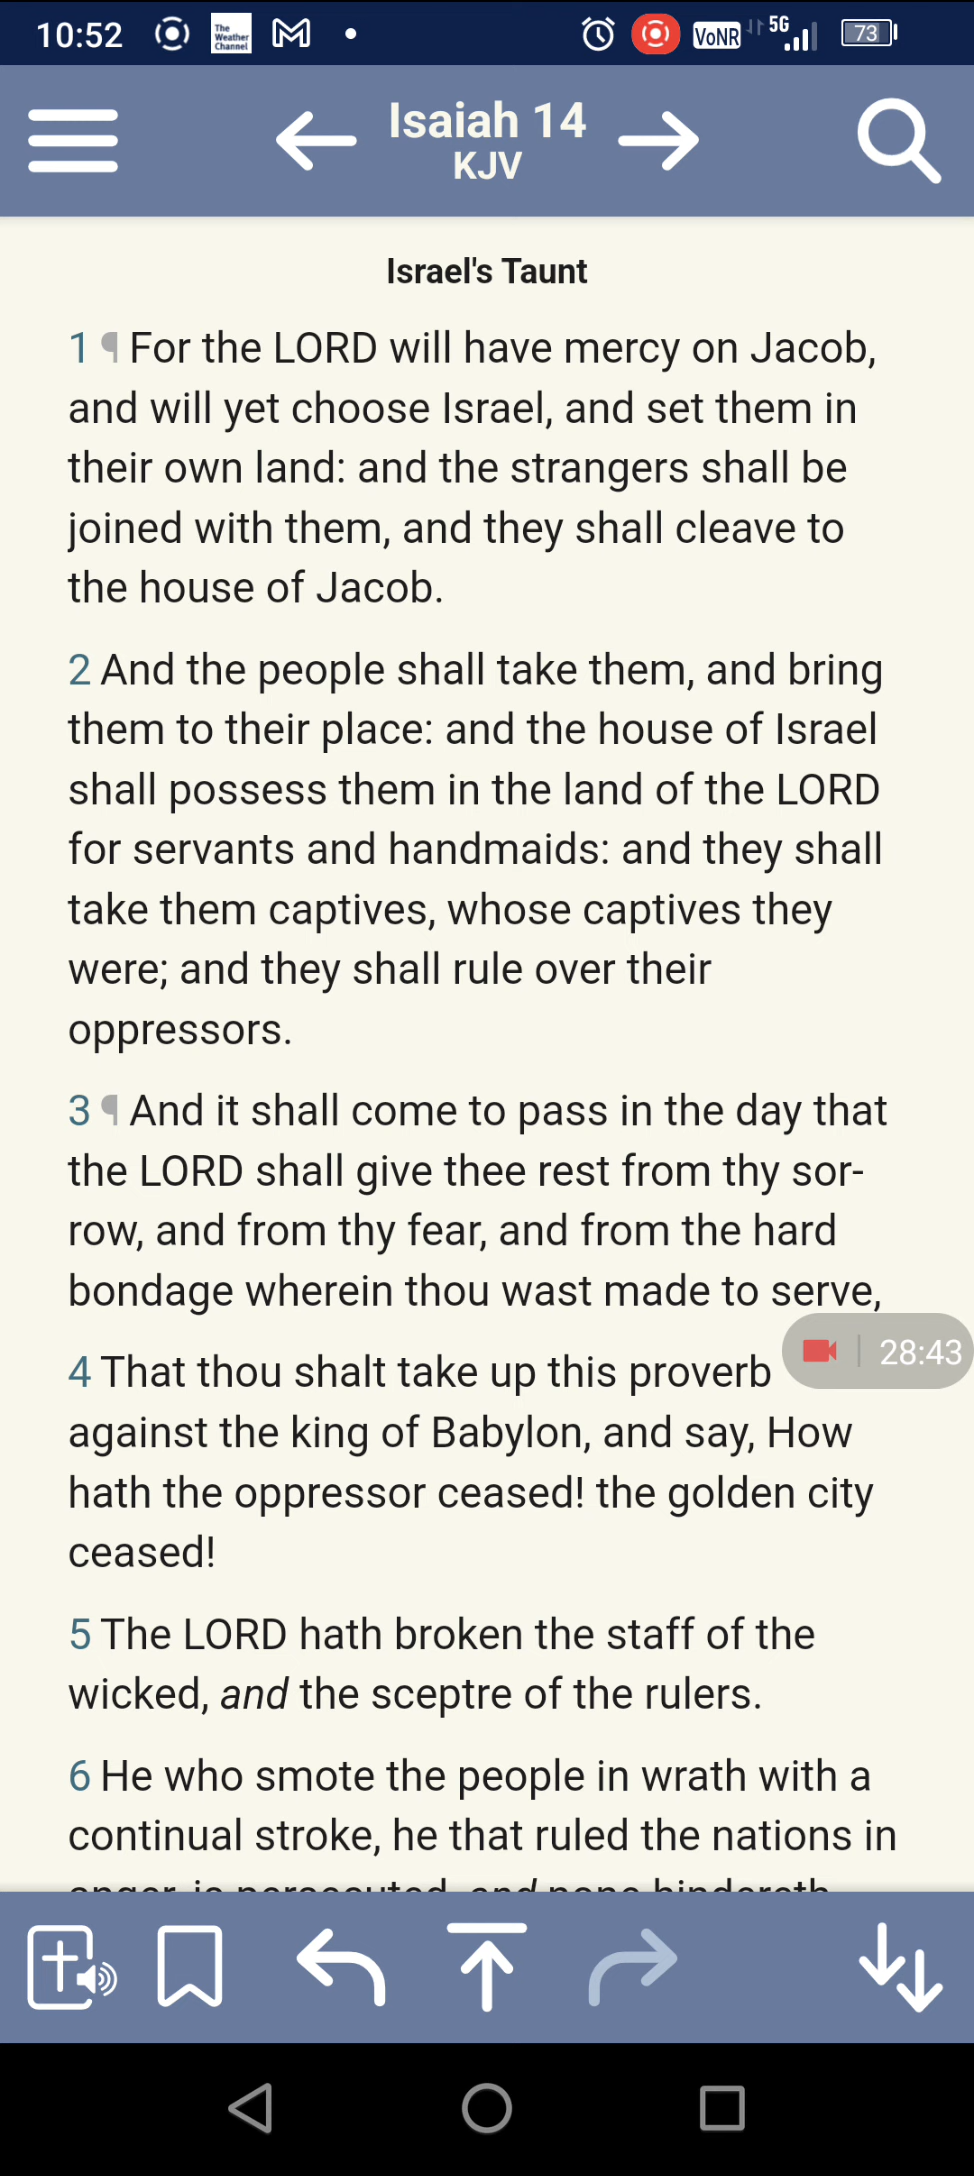 10:52
The
Weather
Channel
VoNR
5G
73
Isaiah 14
KJV
Israel's Taunt
1 ¶ For the LORD will have mercy on Jacob,
and will yet choose Israel, and set them in
their own land: and the strangers shall be
joined with them, and they shall cleave to
the house of Jacob.
2 And the people shall take them, and bring
them to their place: and the house of Israel
shall possess them in the land of the LORD
for servants and handmaids: and they shall
take them captives, whose captives they
were; and they shall rule over their
oppressors.
3 ¶ And it shall come to pass in the day that
the LORD shall give thee rest from thy sor-
row, and from thy fear, and from the hard
bondage wherein thou wast made to serve,
28:43
4 That thou shalt take up this proverb
against the king of Babylon, and say, How
hath the oppressor ceased! the golden city
ceased!
5 The LORD hath broken the staff of the
wicked, and the sceptre of the rulers.
6 He who smote the people in wrath with a
continual stroke, he that ruled the nations in
anger, is persecuted, and none hindereth.